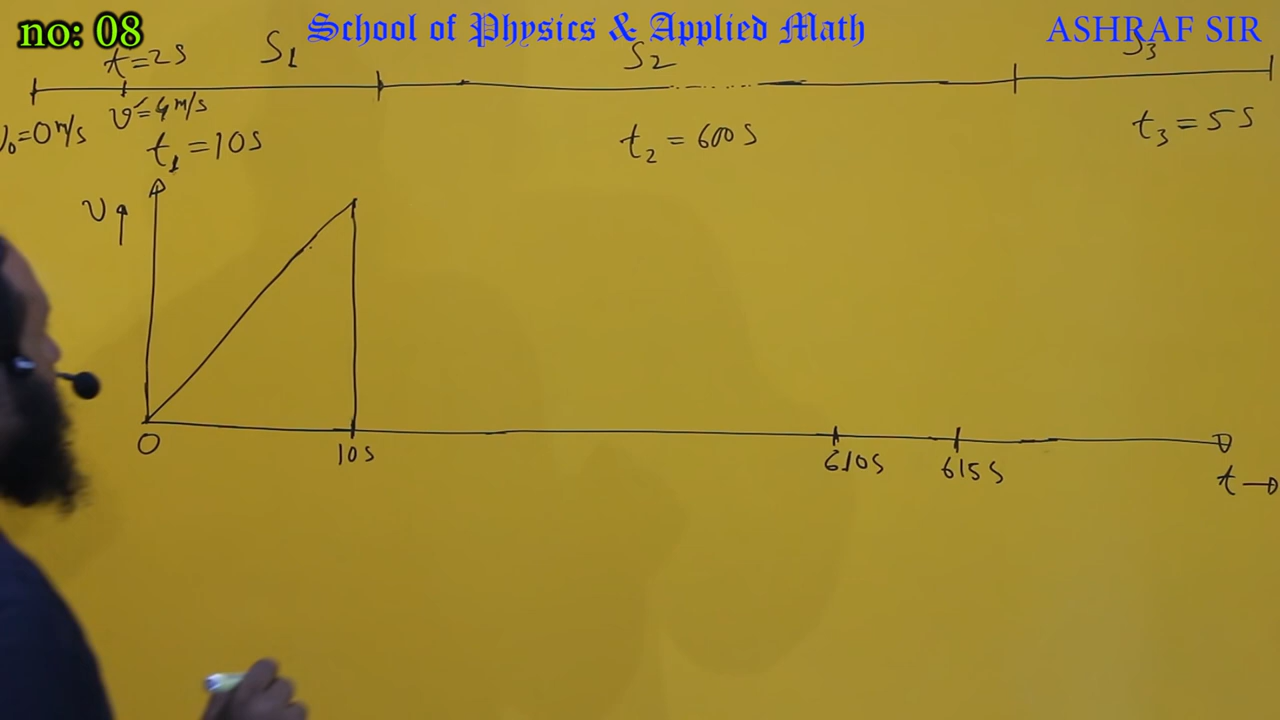 no: 08
School of Physics & Applied Math
ASHRAF SIR
t=2s
S₁
S₂
S₃
v₀=0m/s
v'=4m/s
t₁=10s
t₂=600s
t₃=5s
v
0
10s
610s
615s
t